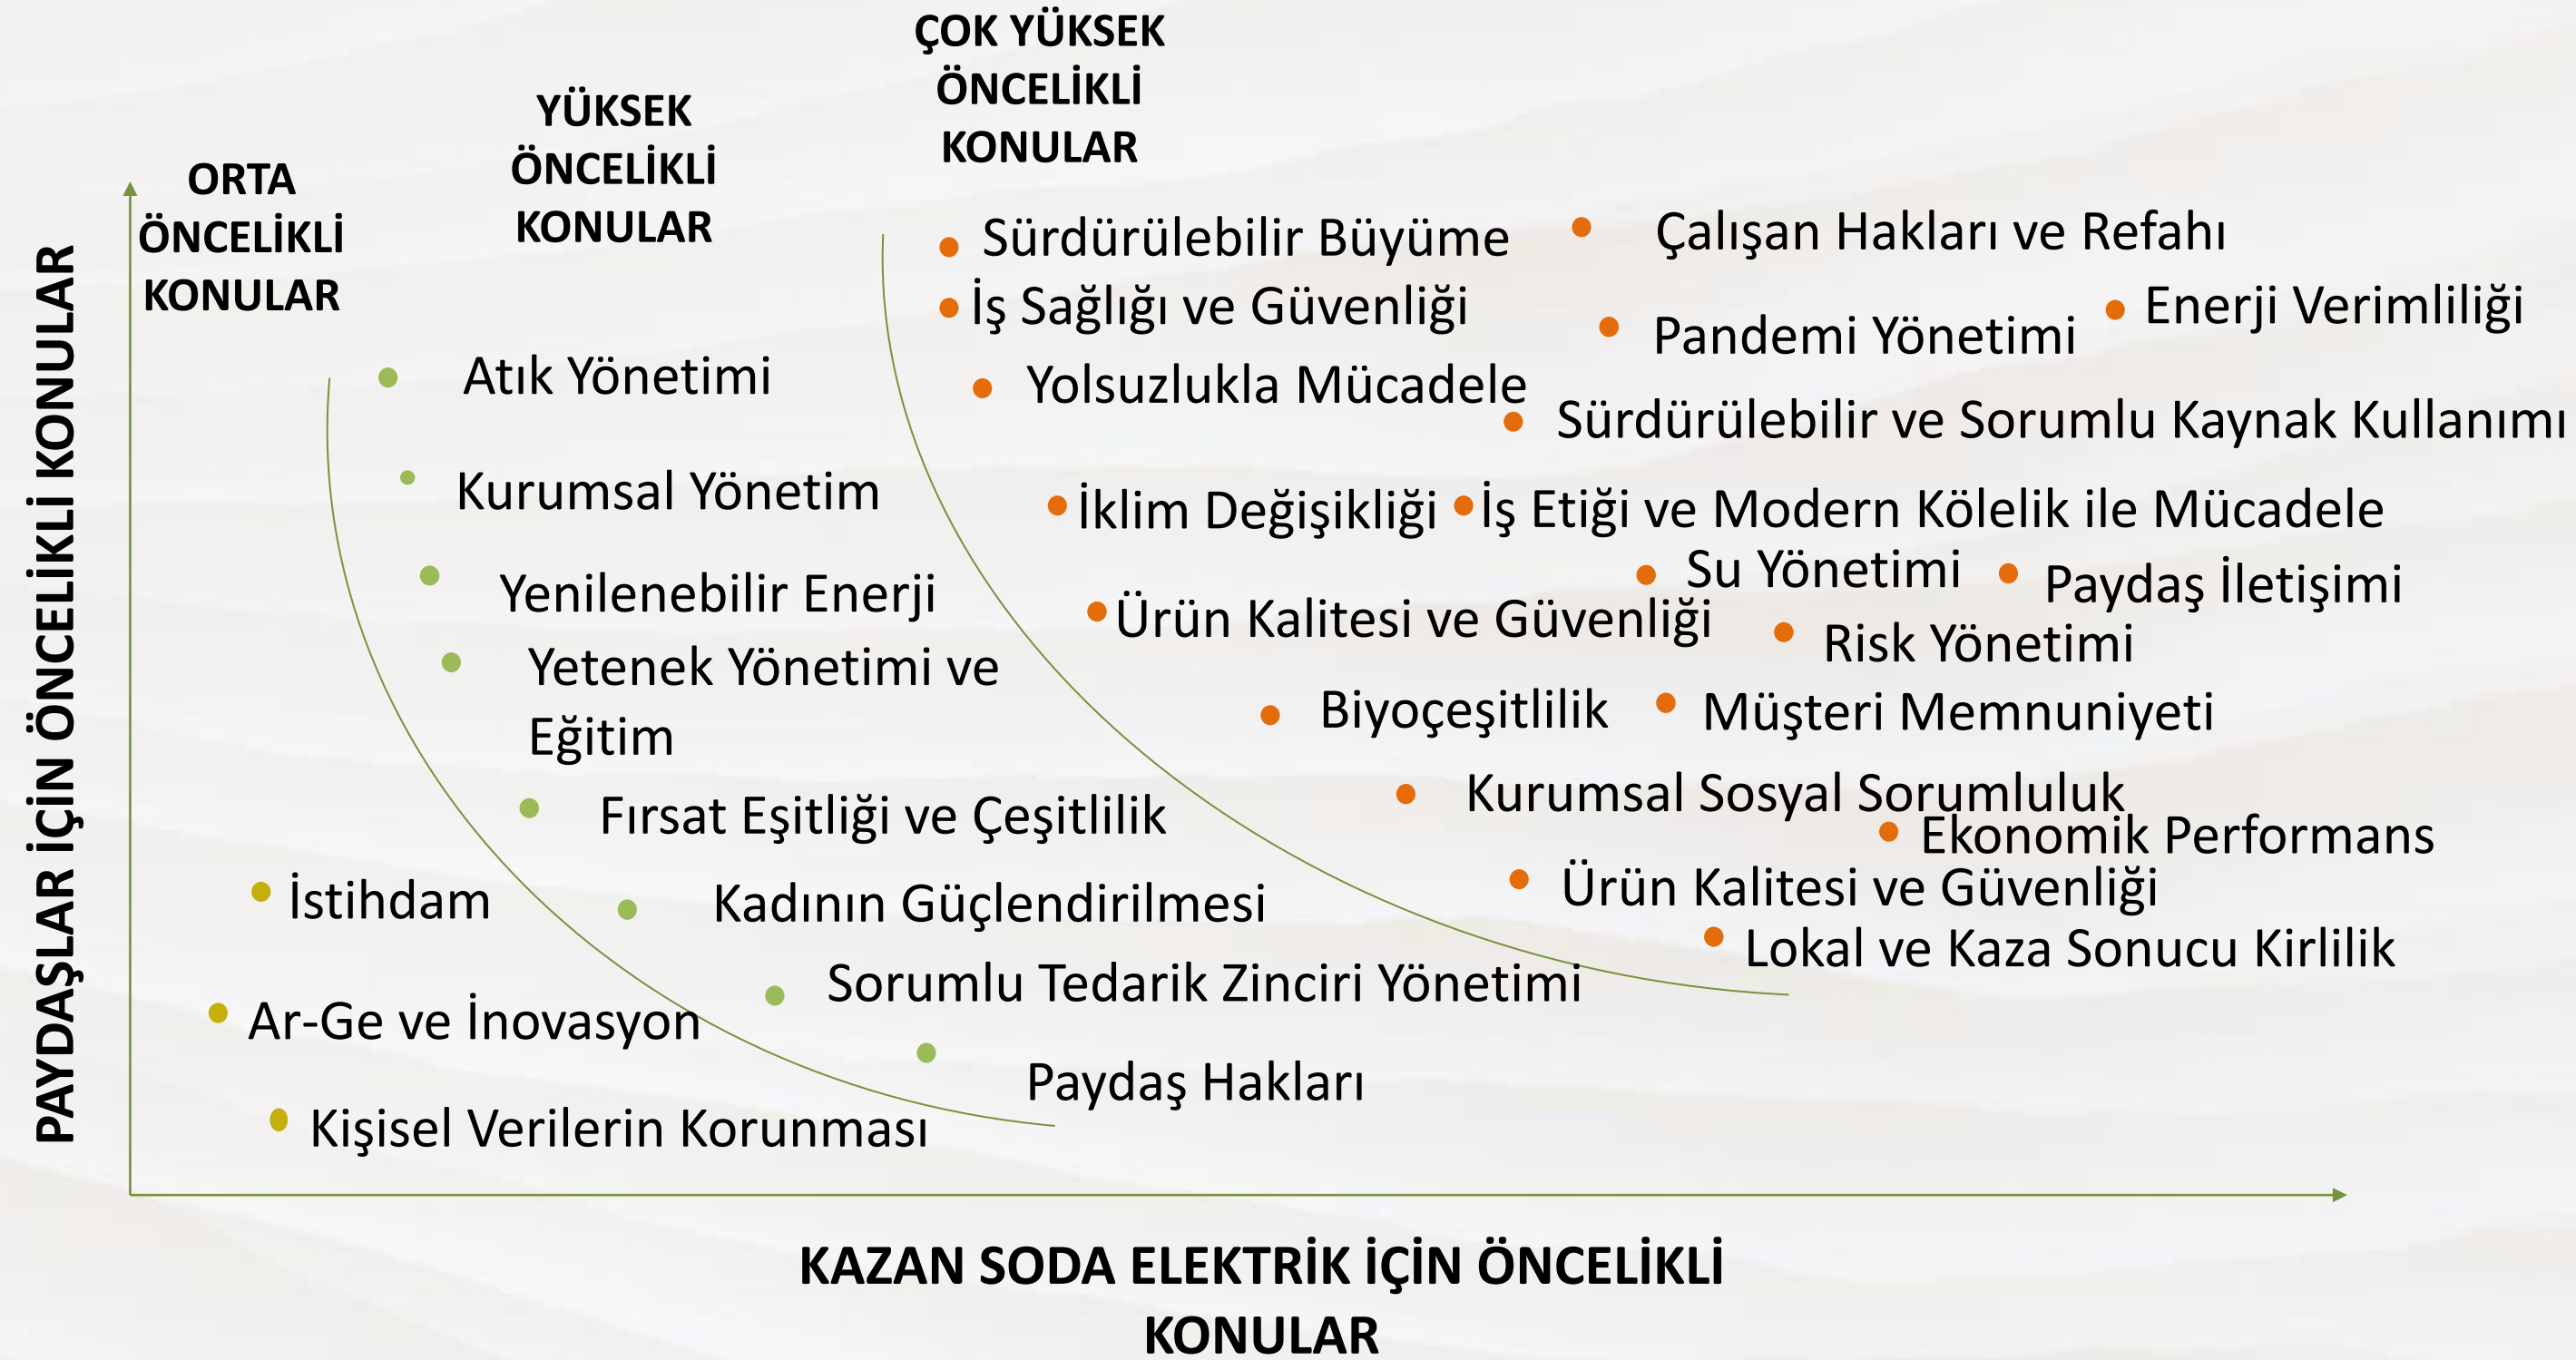 ÇOK YÜKSEK
ÖNCELİKLİ
KONULAR
YÜKSEK
ÖNCELİKLİ
KONULAR
ORTA
ÖNCELİKLİ
KONULAR
PAYDAŞLAR İÇİN ÖNCELİKLİ KONULAR
Sürdürülebilir Büyüme
Çalışan Hakları ve Refahı
İş Sağlığı ve Güvenliği
Enerji Verimliliği
Pandemi Yönetimi
Atık Yönetimi
Yolsuzlukla Mücadele
Sürdürülebilir ve Sorumlu Kaynak Kullanımı
Kurumsal Yönetim
İklim Değişikliği
İş Etiği ve Modern Kölelik ile Mücadele
Su Yönetimi
Paydaş İletişimi
Yenilenebilir Enerji
Ürün Kalitesi ve Güvenliği
Risk Yönetimi
Yetenek Yönetimi ve
Eğitim
Biyoçeşitlilik
Müşteri Memnuniyeti
Kurumsal Sosyal Sorumluluk
Fırsat Eşitliği ve Çeşitlilik
Ekonomik Performans
İstihdam
Kadının Güçlendirilmesi
Ürün Kalitesi ve Güvenliği
Lokal ve Kaza Sonucu Kirlilik
Sorumlu Tedarik Zinciri Yönetimi
Ar-Ge ve İnovasyon
Paydaş Hakları
Kişisel Verilerin Korunması
KAZAN SODA ELEKTRİK İÇİN ÖNCELİKLİ
KONULAR